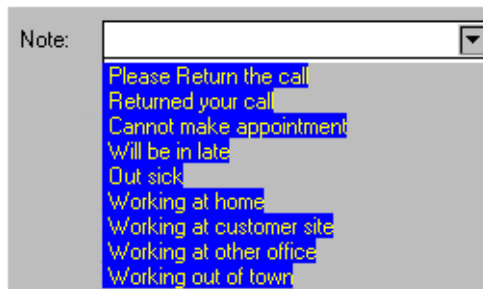 Note:
Please Return the call
Returned your call
Cannot make appointment
Will be in late
Out sick
Working at home
Working at customer site
Working at other office
Working out of town